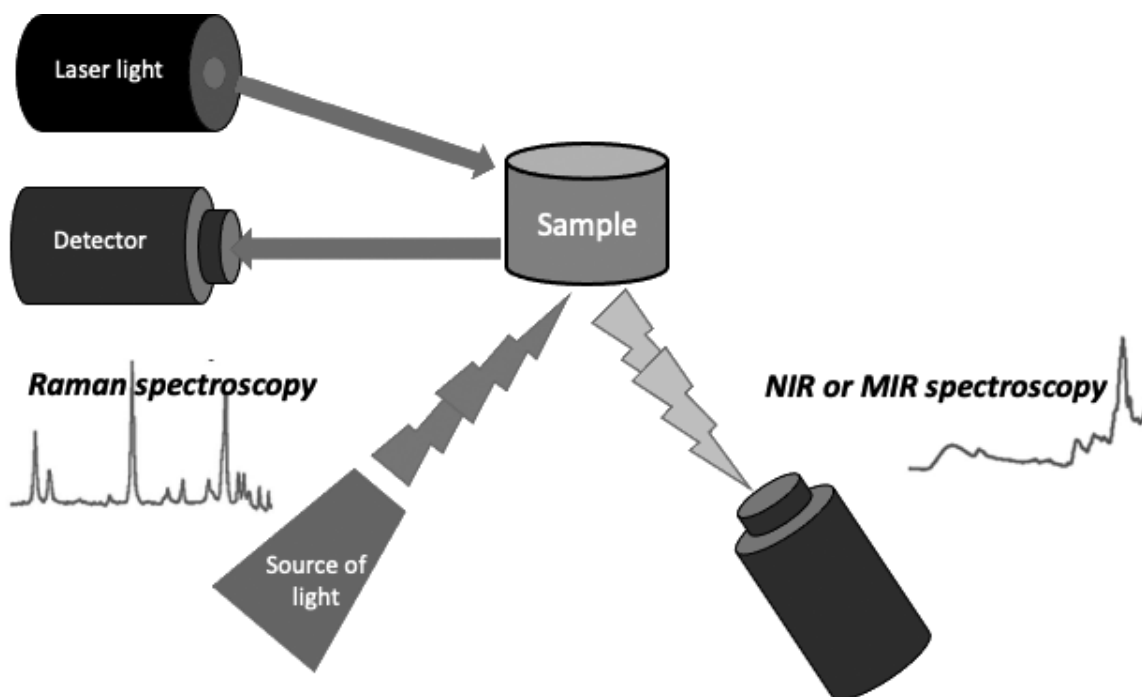 Laser light
Detector
Sample
Raman spectroscopy
NIR or MIR spectroscopy
Source of
light